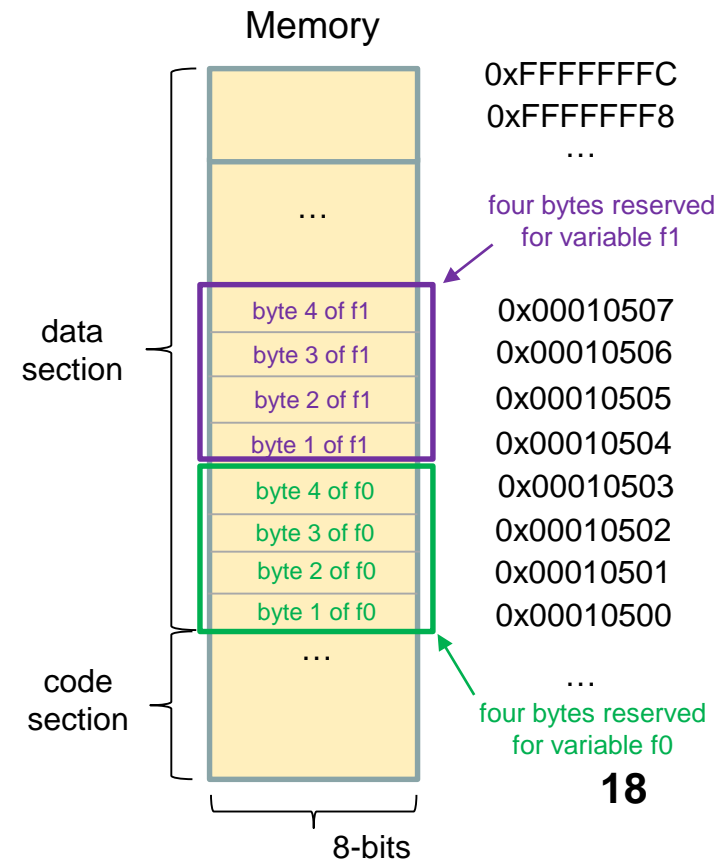 Memory
0xFFFFFFFC
0xFFFFFFF8
…
…
four bytes reserved
for variable f1
data
section
byte 4 of f1
0x00010507
byte 3 of f1
0x00010506
byte 2 of f1
0x00010505
byte 1 of f1
0x00010504
byte 4 of f0
0x00010503
byte 3 of f0
0x00010502
byte 2 of f0
0x00010501
byte 1 of f0
0x00010500
…
…
code
section
four bytes reserved
for variable f0
18
8-bits